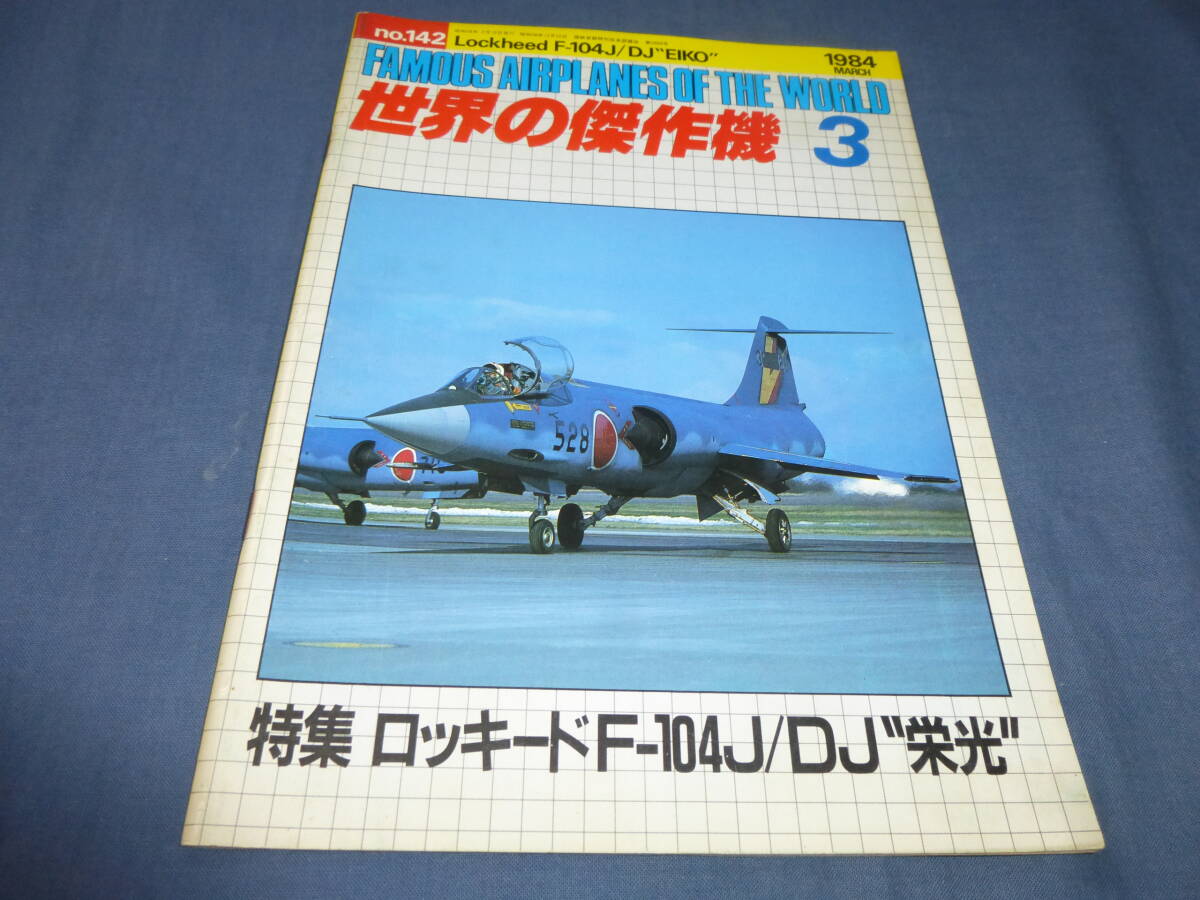 no.142
Lockheed F-104J/DJ "EIKO"
1984
MARCH
FAMOUS AIRPLANES OF THE WORLD
世界の傑作機 3
528
特集 ロッキードF-104J/DJ"栄光"